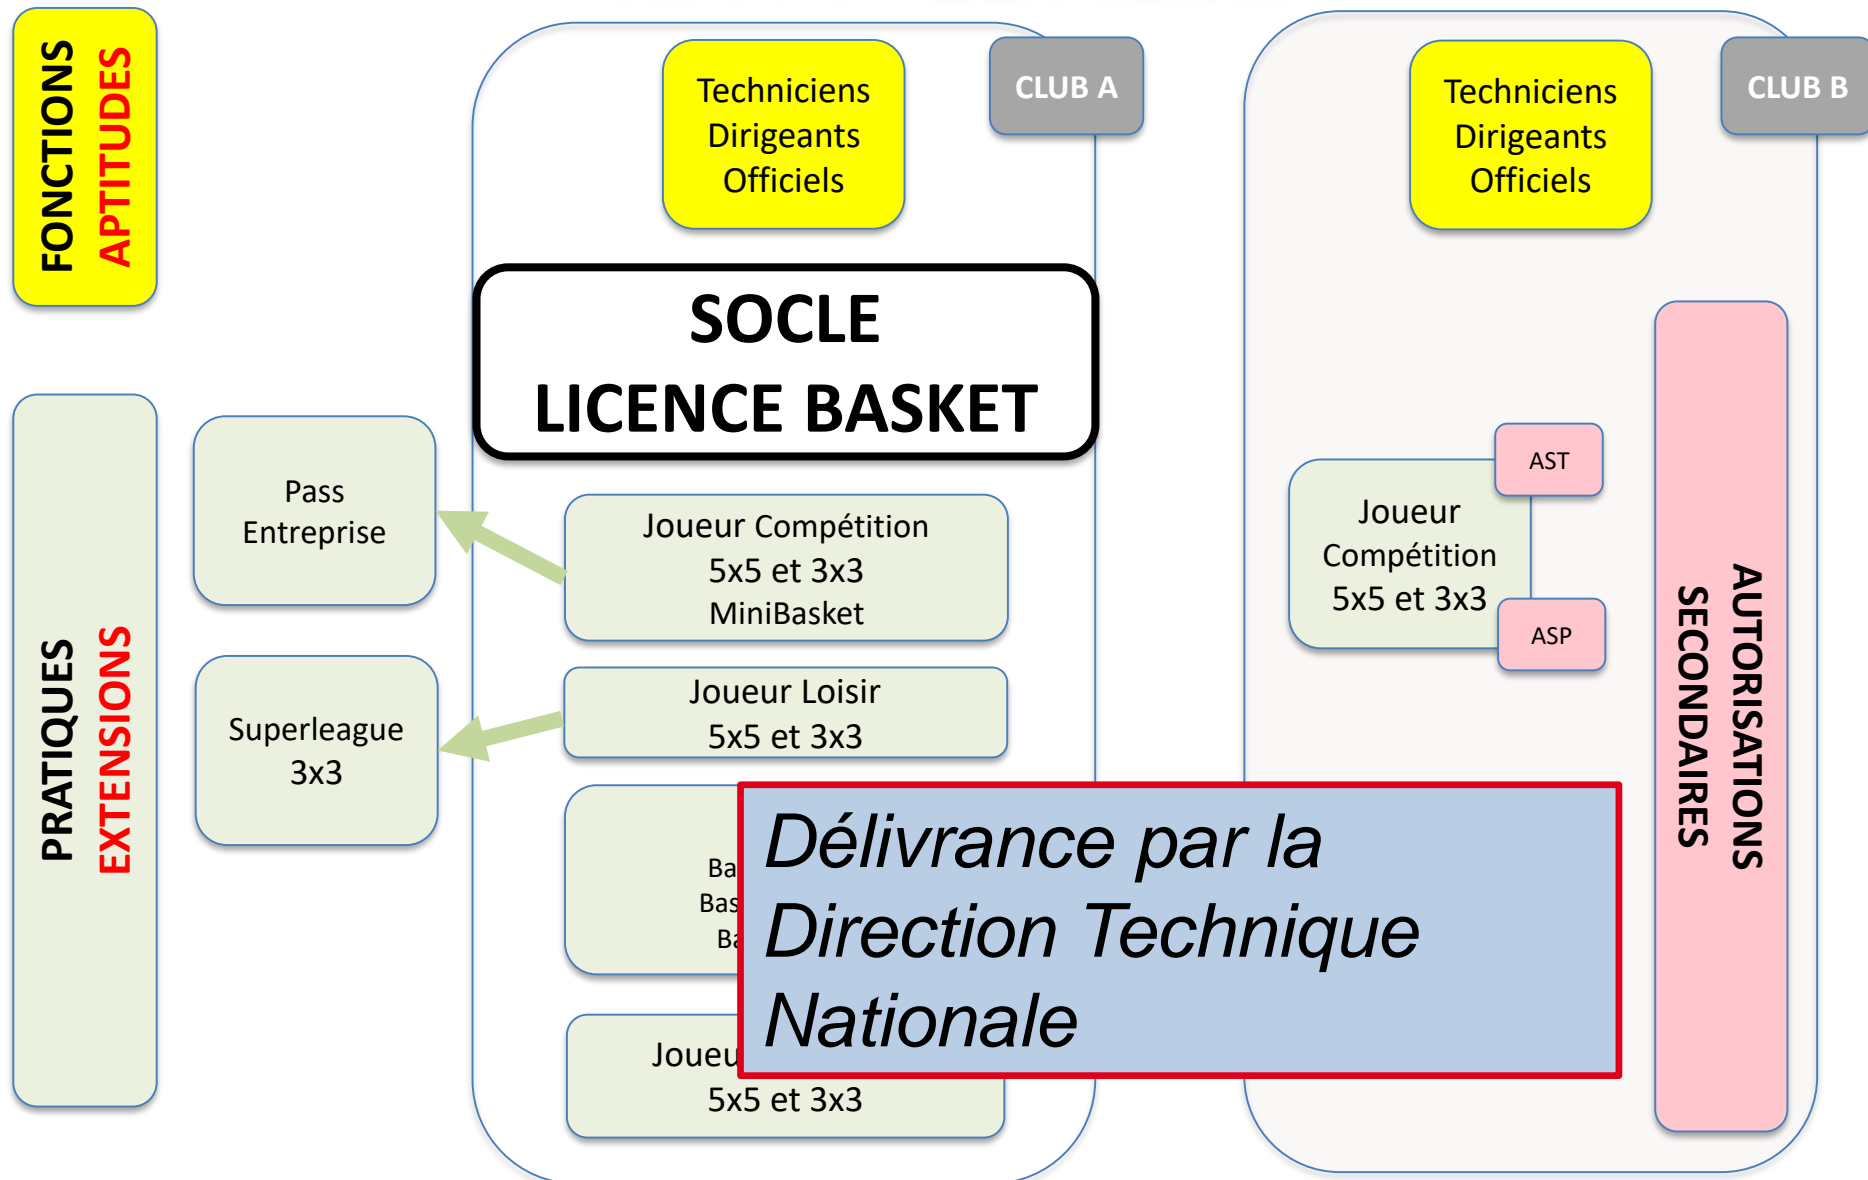 FONCTIONS
APTITUDES
Techniciens
Dirigeants
Officiels
CLUB A
Techniciens
Dirigeants
Officiels
CLUB B
SOCLE
LICENCE BASKET
PRATIQUES
EXTENSIONS
Pass
Entreprise
Superleague
3x3
Joueur Compétition
5x5 et 3x3
MiniBasket
Joueur Loisir
5x5 et 3x3
5x5 et 3x3
Délivrance par la
Direction Technique
Nationale
AST
Joueur
Compétition
5x5 et 3x3
ASP
AUTORISATIONS
SECONDAIRES